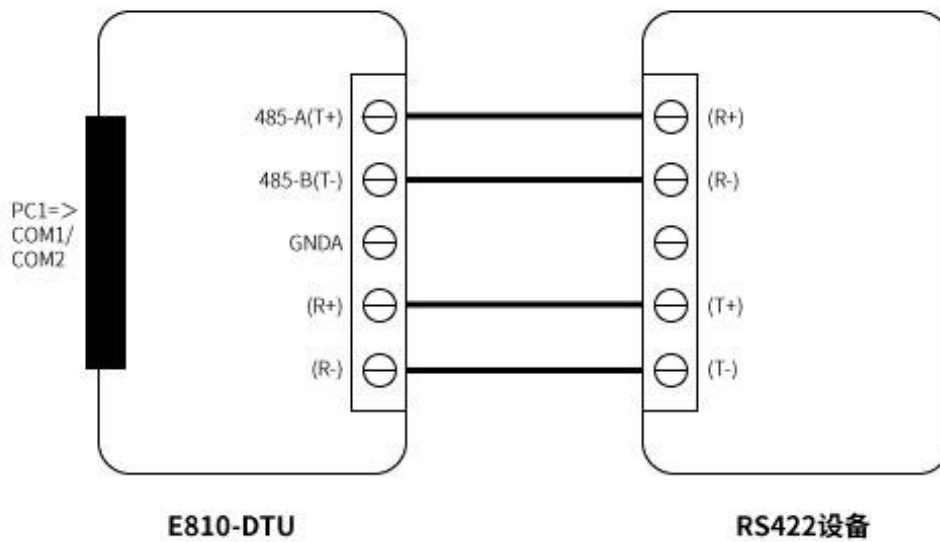 485-A(T+)
(R+)
485-B(T-)
(R-)
PC1=>
COM1/
COM2
GNDA
(R+)
(T+)
(R-)
(T-)
E810-DTU
RS422设备